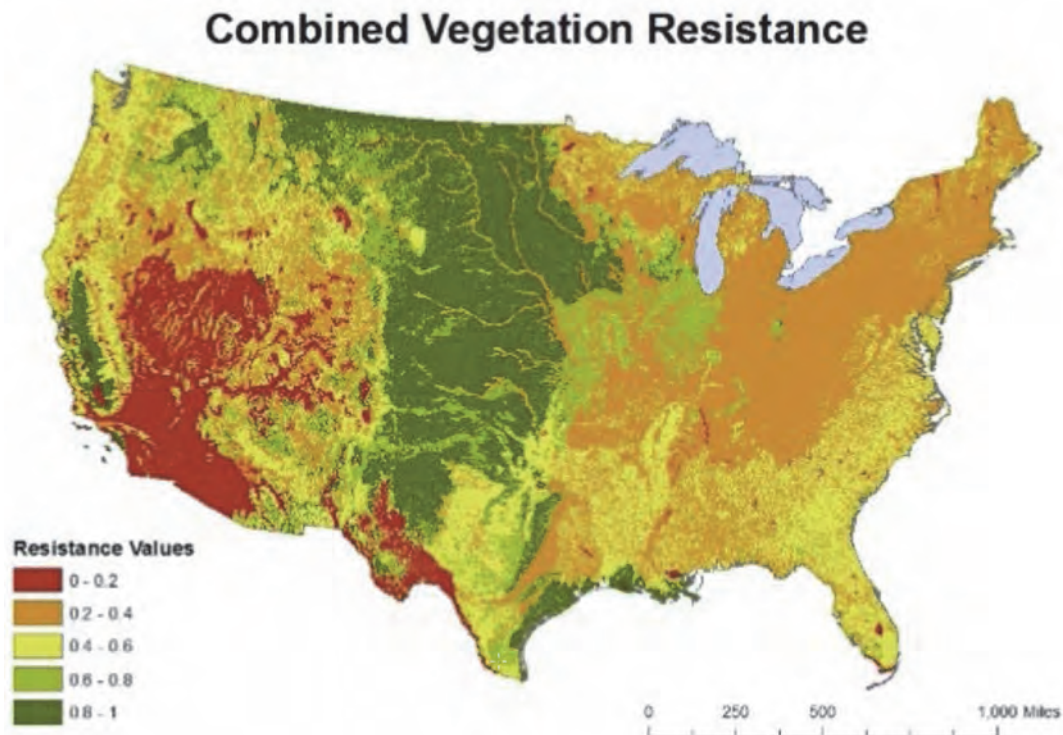 Combined Vegetation Resistance
Resistance Values
0 - 0.2
0.2 - 0.4
0.4 - 0.6
0.6 - 0.8
0.8 - 1
0 250 500 1,000 Miles